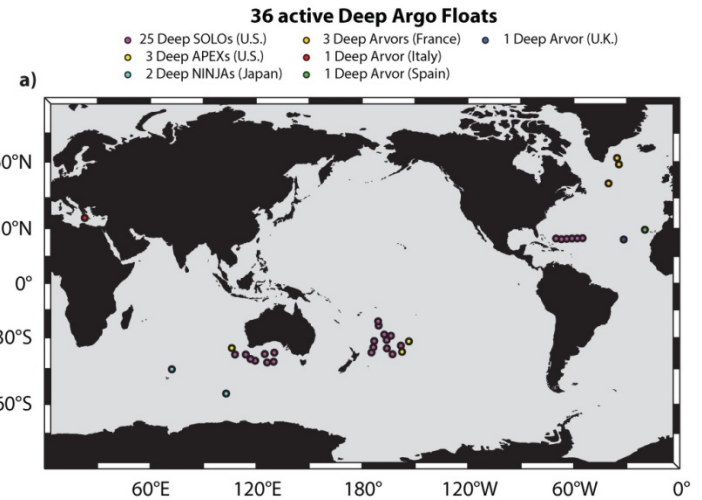 36 active Deep Argo Floats
25 Deep SOLOs (U.S.) 3 Deep Arvors (France) 1 Deep Arvor (U.K.)
3 Deep APEXs (U.S.) 1 Deep Arvor (Italy)
2 Deep NINJAs (Japan) 1 Deep Arvor (Spain)
a)
0°N
0°N
0°
30°S
60°S
60°E 120°E 180° 120°W 60°W 0°